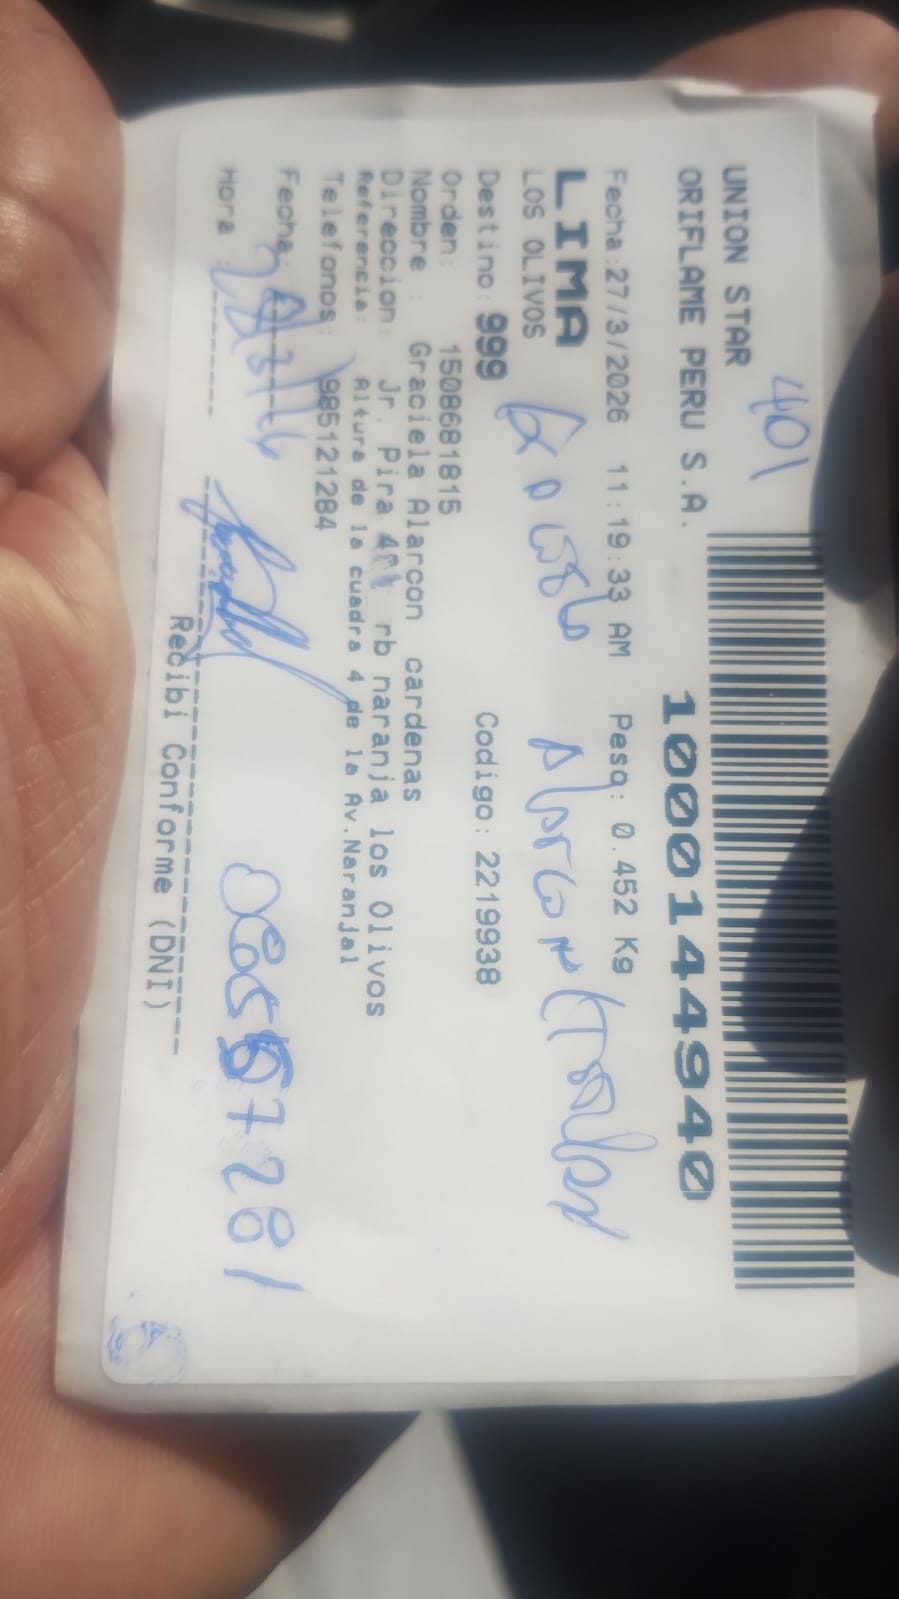 401
UNION STAR
ORIFLAME PERU S.A.
1000144940
Fecha:27/3/2026 11:19:33 AM Peso: 0.452 Kg
LIMA
LOS OLIVOS
Destino: 999 Codigo: 2219938
Orden: 150681815
Nombre : Graciela Alarcon cardenas
Direccion: Jr. Pira rb naranja los Olivos
Referencia: Altura de la cuadra 4 de la Av.Naranjal
Telefonos: 985121284
Fecha:
Hora :
Recibi Conforme (DNI)